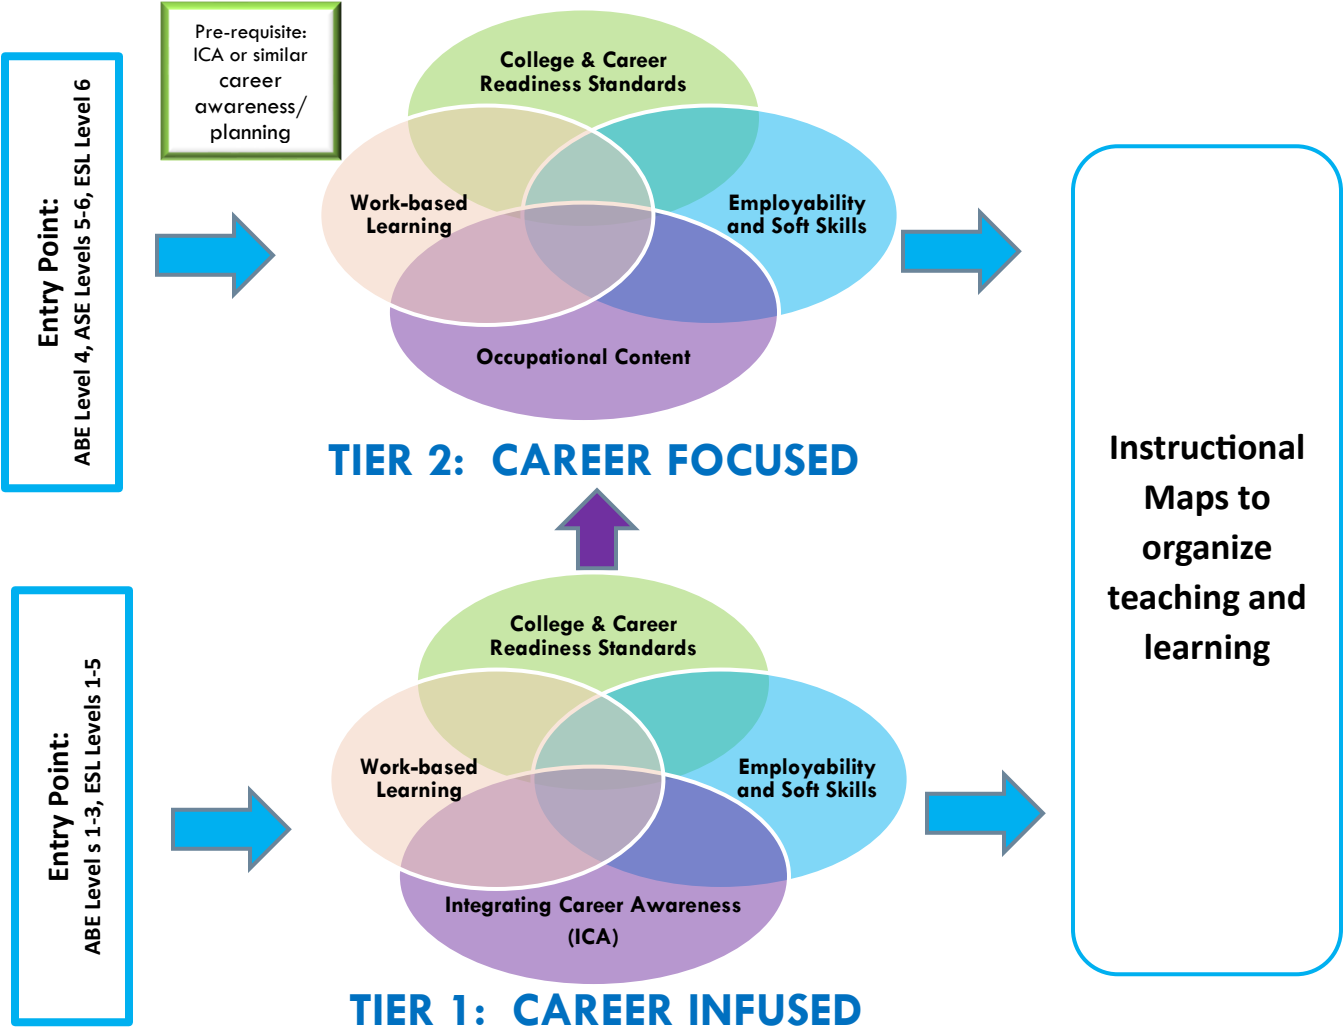 Pre-requisite:
ICA or similar
career
awareness/
planning
Entry Point:
ABE Level 4, ASE Levels 5-6, ESL Level 6
College & Career
Readiness Standards
Work-based
Learning
Employability
and Soft Skills
Occupational Content
TIER 2: CAREER FOCUSED
Entry Point:
ABE Level s 1-3, ESL Levels 1-5
College & Career
Readiness Standards
Work-based
Learning
Employability
and Soft Skills
Integrating Career Awareness
(ICA)
TIER 1: CAREER INFUSED
Instructional
Maps to
organize
teaching and
learning